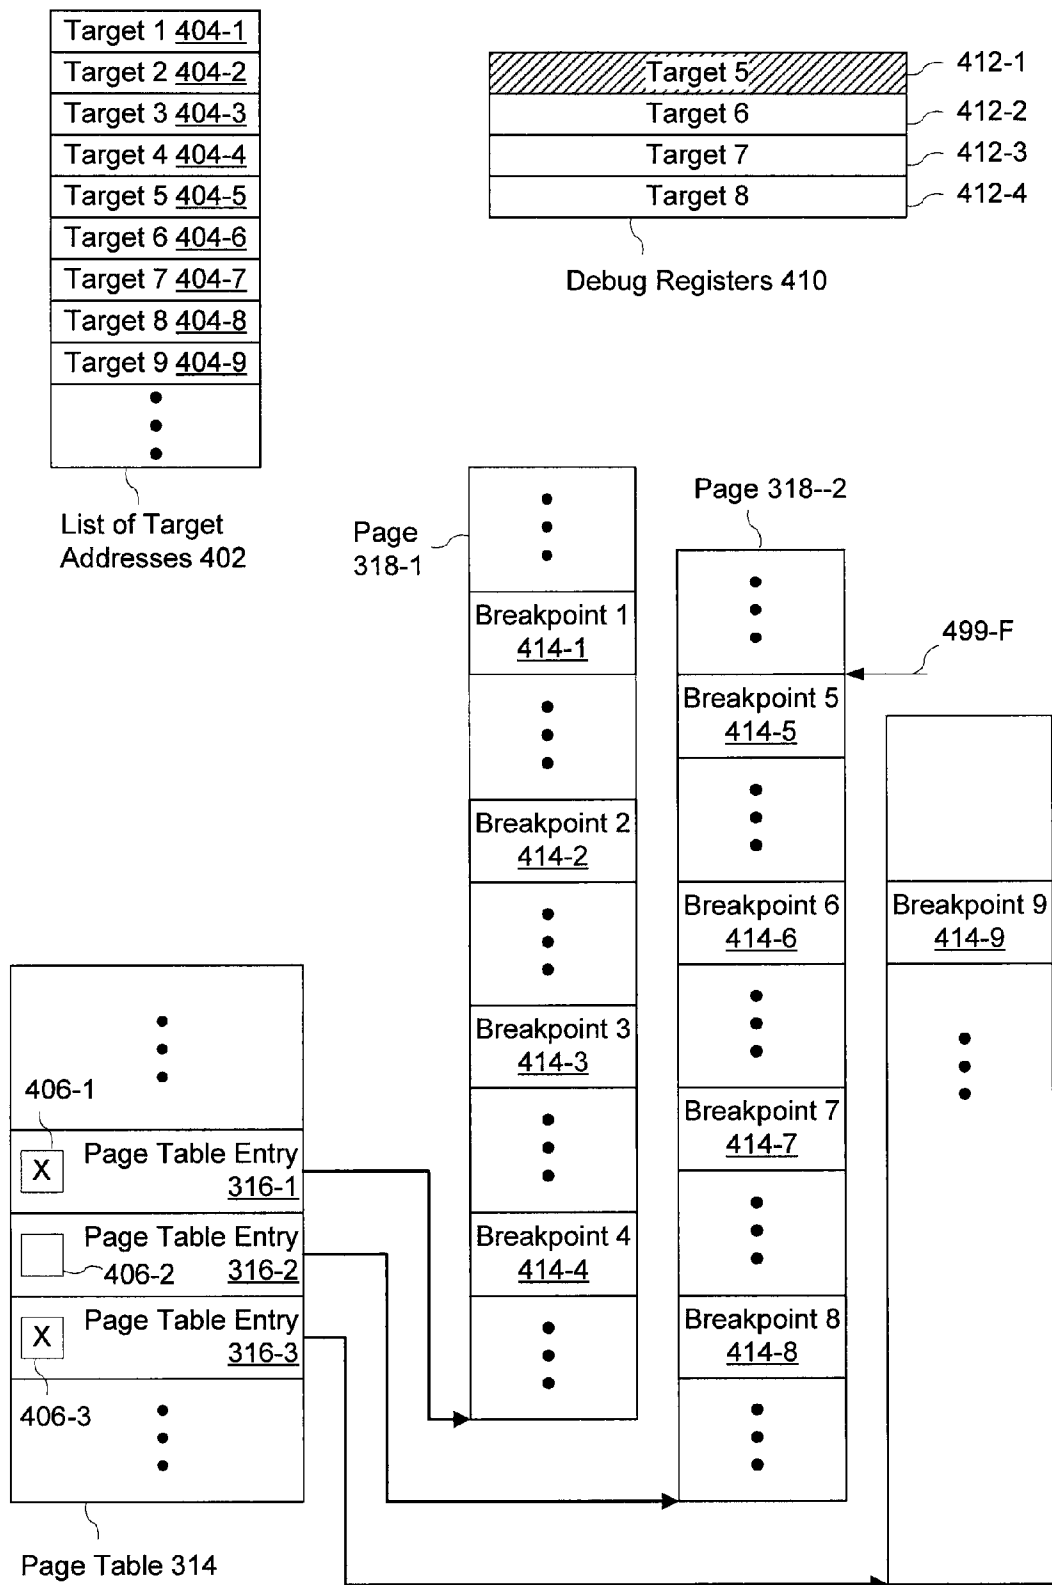 Target 1 404-1
Target 2 404-2
Target 3 404-3
Target 4 404-4
Target 5 404-5
Target 6 404-6
Target 7 404-7
Target 8 404-8
Target 9 404-9
List of Target
Addresses 402
Target 5
412-1
Target 6
412-2
Target 7
412-3
Target 8
412-4
Debug Registers 410
Page
318-1
Breakpoint 1
414-1
Breakpoint 2
414-2
Breakpoint 3
414-3
Breakpoint 4
414-4
Page 318--2
499-F
Breakpoint 5
414-5
Breakpoint 6
414-6
Breakpoint 7
414-7
Breakpoint 8
414-8
Breakpoint 9
414-9
406-1
X
Page Table Entry
316-1
Page Table Entry
406-2
316-2
X
Page Table Entry
316-3
406-3
Page Table 314